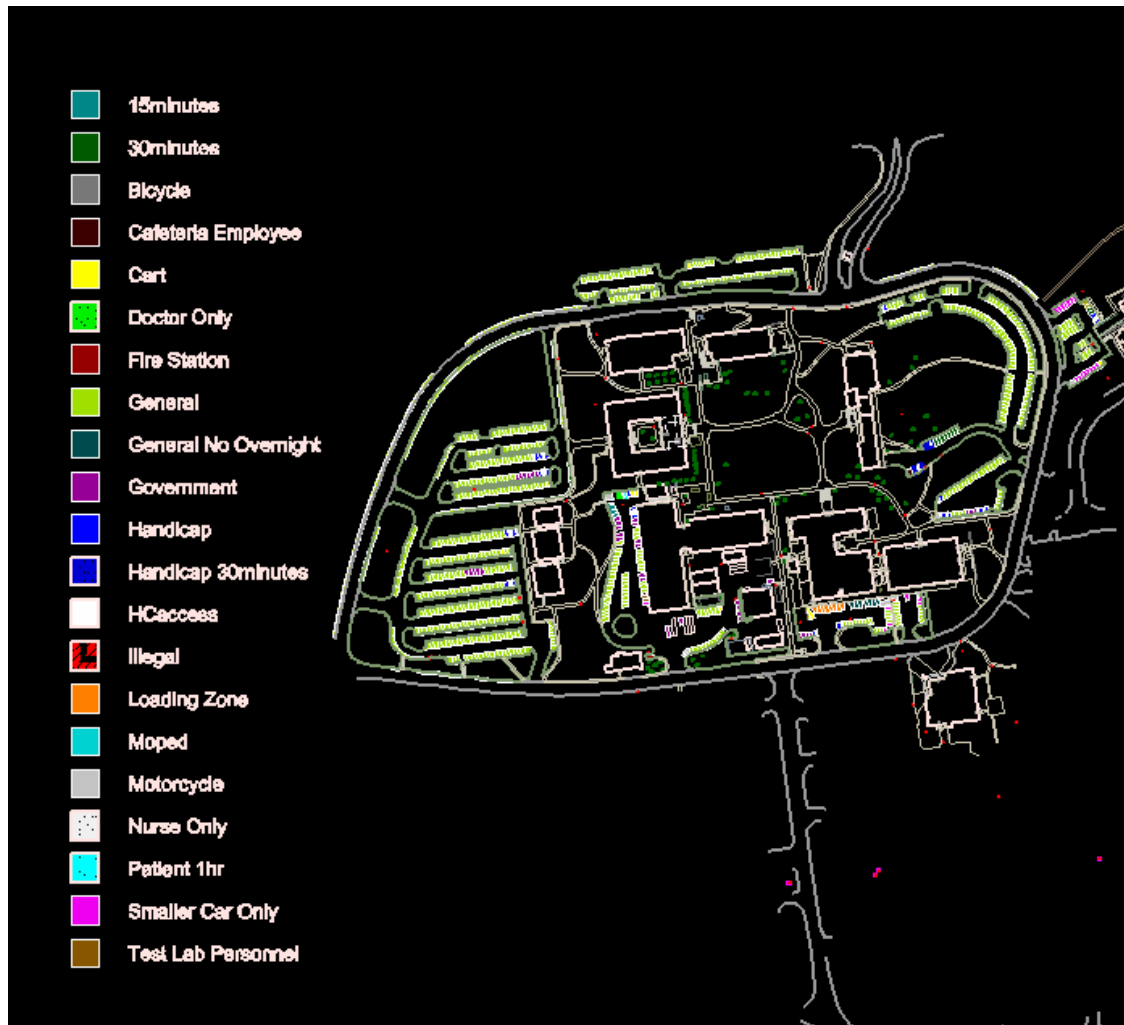 15minutes
30minutes
Bicycle
Cafeteria Employee
Cart
Doctor Only
Fire Station
General
General No Overnight
Government
Handicap
Handicap 30minutes
HCaccess
Illegal
Loading Zone
Moped
Motorcycle
Nurse Only
Patient 1hr
Smaller Car Only
Test Lab Personnel